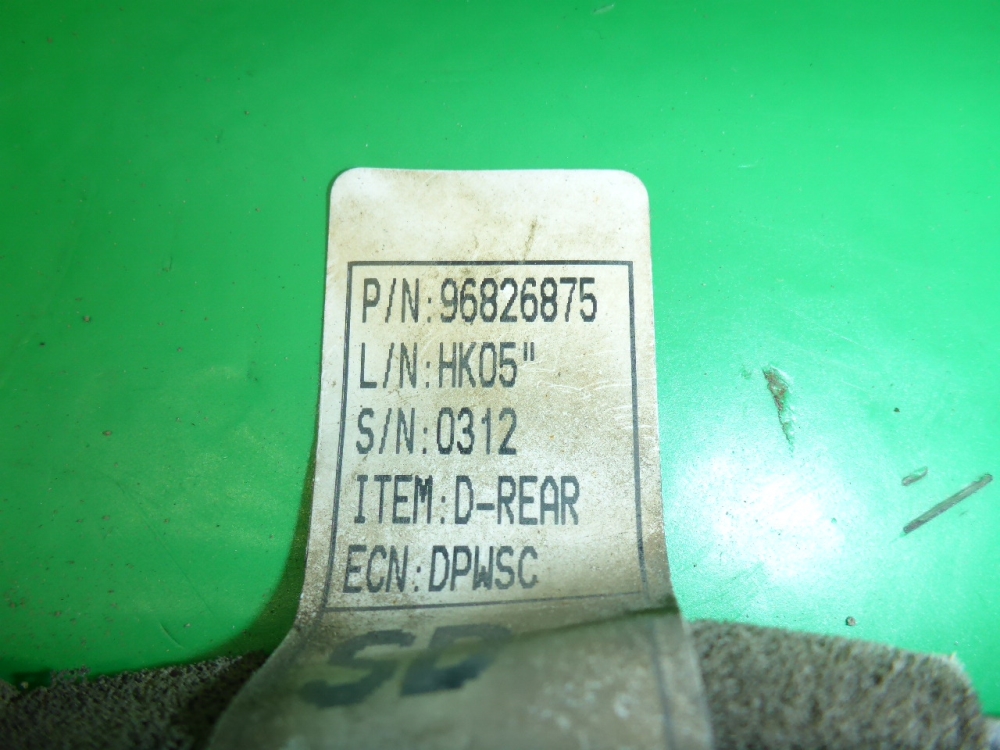 P/N:96826875
L/N:HK05"
S/N:0312
ITEM:D-REAR
ECN:DPWSC